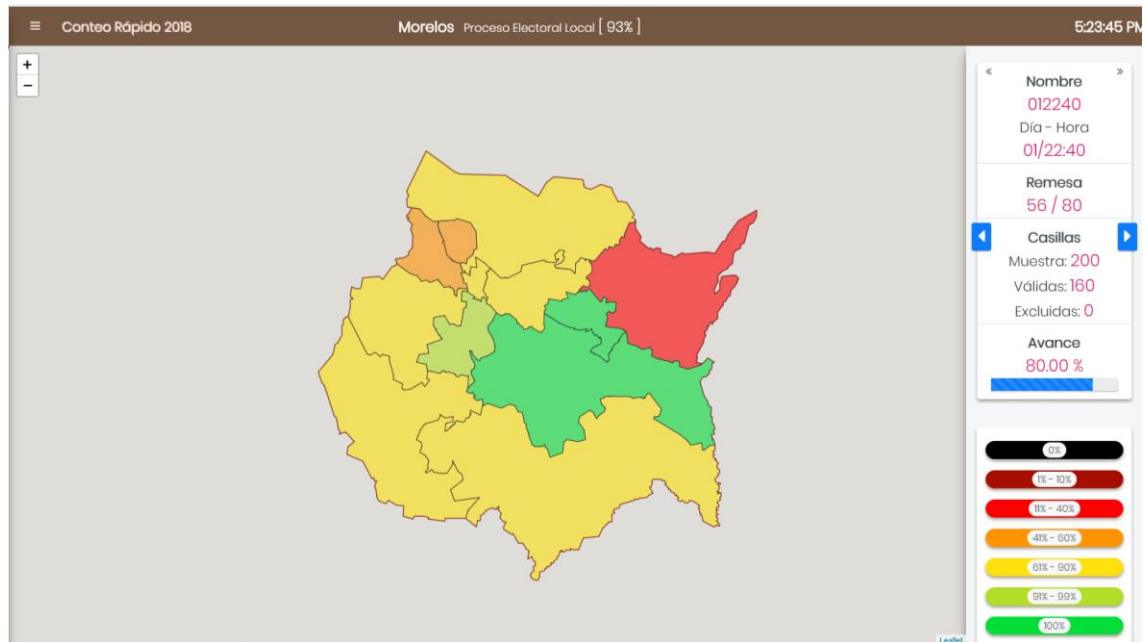 ≡ Conteo Rápido 2018 Morelos Proceso Electoral Local [ 93% ] 5:23:45 PM
+
−
« »
Nombre
012240
Día - Hora
01/22:40
Remesa
56 / 80
Casillas
Muestra: 200
Válidas: 160
Excluidas: 0
Avance
80.00 %
0%
1% - 10%
11% - 40%
41% - 60%
61% - 90%
91% - 99%
100%
Leaflet